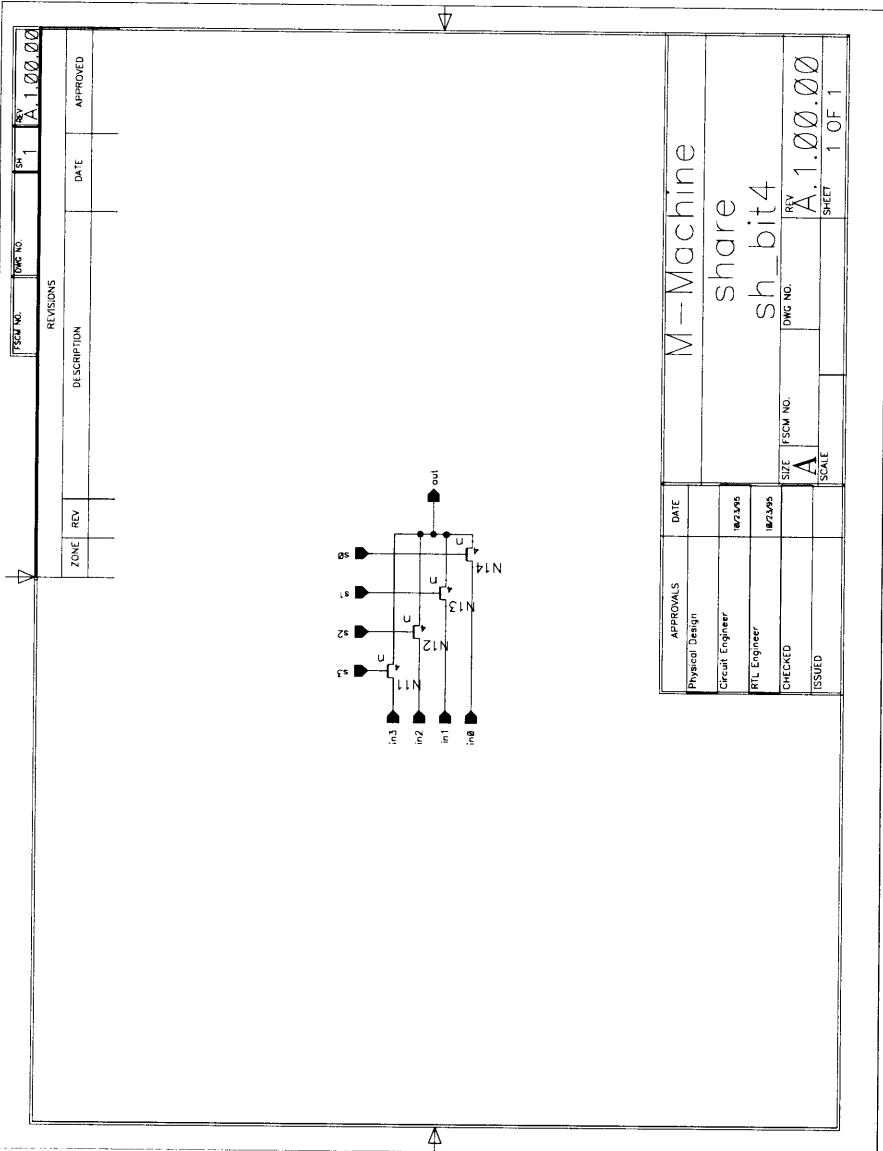 FSCM NO. DWG NO. SH 1 REV A.1.00.00
REVISIONS
ZONE REV DESCRIPTION DATE APPROVED
s3 s2 s1 s0
n n n n
in3
in2
in1
in0
N11
N12
N13
N14
out
APPROVALS DATE
Physical Design
Circuit Engineer 10/23/95
RTL Engineer 10/23/95
CHECKED
ISSUED
M-Machine
share
sh_bit4
SIZE A FSCM NO. DWG NO. REV A.1.00.00
SCALE SHEET 1 OF 1